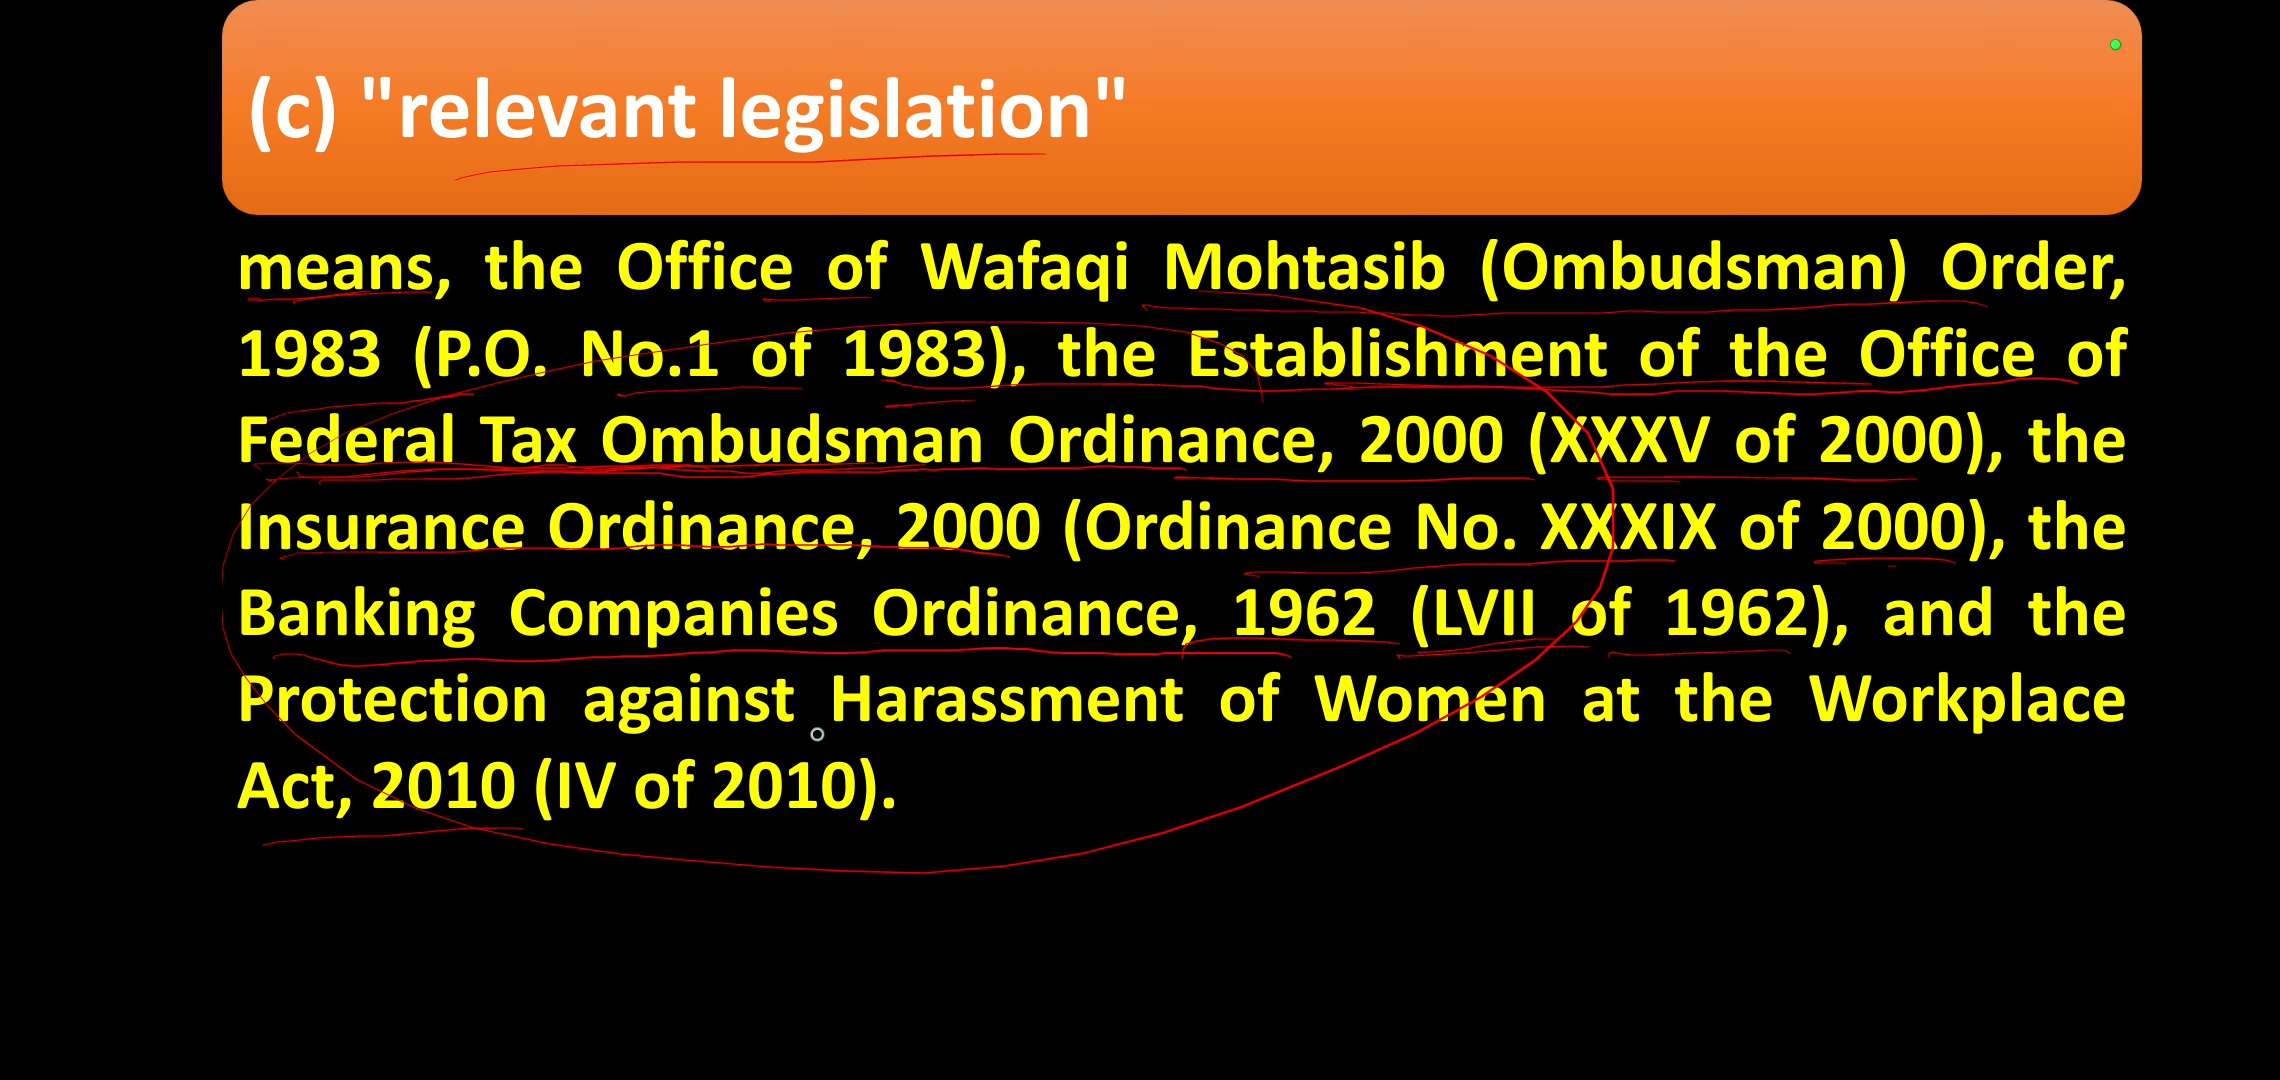 (c) "relevant legislation"
means, the Office of Wafaqi Mohtasib (Ombudsman) Order,
1983 (P.O. No.1 of 1983), the Establishment of the Office of
Federal Tax Ombudsman Ordinance, 2000 (XXXV of 2000), the
Insurance Ordinance, 2000 (Ordinance No. XXXIX of 2000), the
Banking Companies Ordinance, 1962 (LVII of 1962), and the
Protection against Harassment of Women at the Workplace
Act, 2010 (IV of 2010).